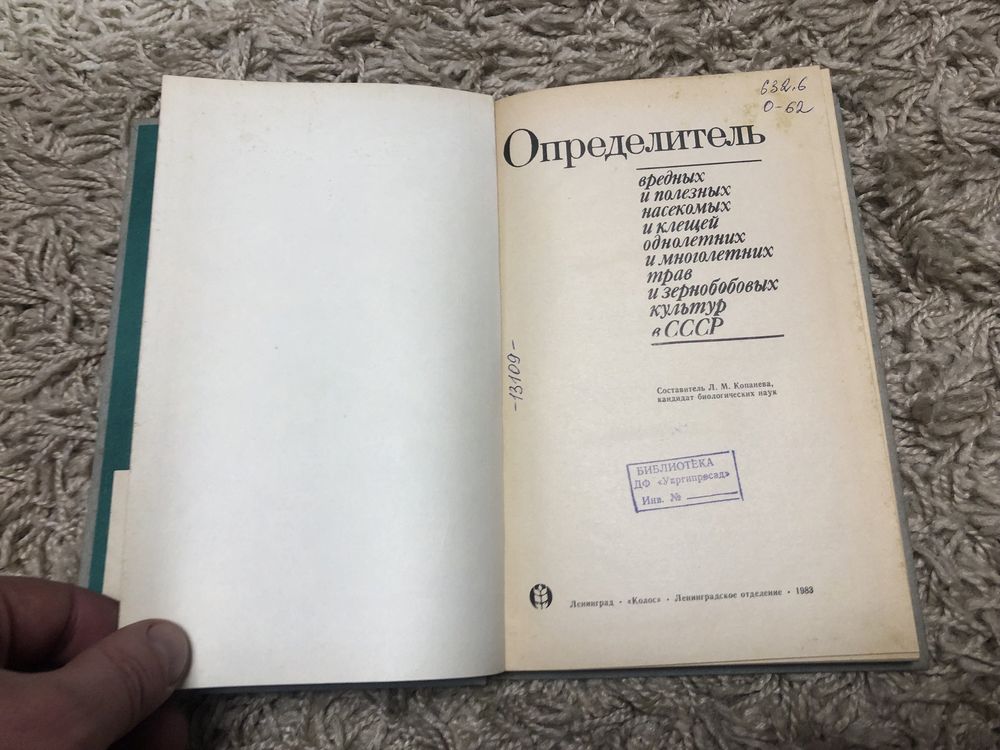 632.6
О-62
Определитель
вредных
и полезных
насекомых
и клещей
однолетних
и многолетних
трав
и зернобобовых
культур
в СССР
-13109-
Составитель Л. М. Копанева,
кандидат биологических наук
БИБЛИОТЕКА
ДФ «Укргипросад»
Инв. №
Ленинград • «Колос» • Ленинградское отделение • 1983